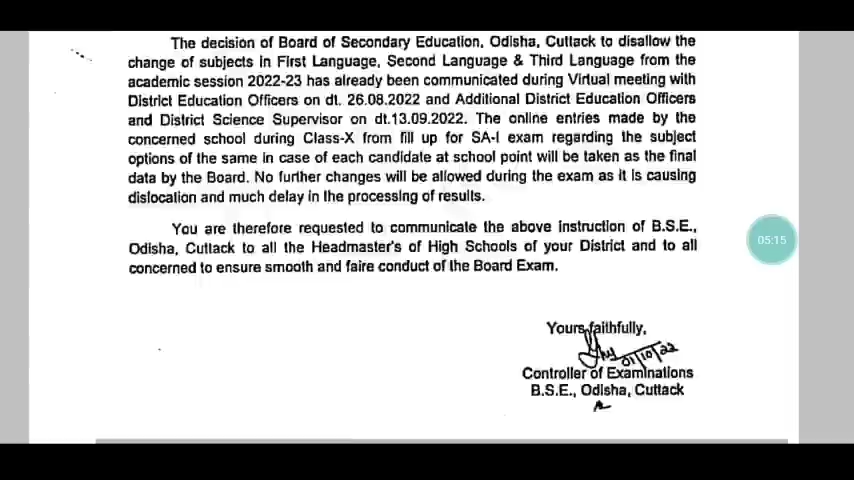 The decision of Board of Secondary Education, Odisha, Cuttack to disallow the
change of subjects in First Language, Second Language & Third Language from the
academic session 2022-23 has already been communicated during Virtual meeting with
District Education Officers on dt. 26.08.2022 and Additional District Education Officers
and District Science Supervisor on dt.13.09.2022. The online entries made by the
concerned school during Class-X from fill up for SA-I exam regarding the subject
options of the same in case of each candidate at school point will be taken as the final
data by the Board. No further changes will be allowed during the exam as it is causing
dislocation and much delay in the processing of results.
You are therefore requested to communicate the above instruction of B.S.E.,
Odisha, Cuttack to all the Headmaster's of High Schools of your District and to all
concerned to ensure smooth and faire conduct of the Board Exam.
05:15
Yours faithfully,
01/10/22
Controller of Examinations
B.S.E., Odisha, Cuttack